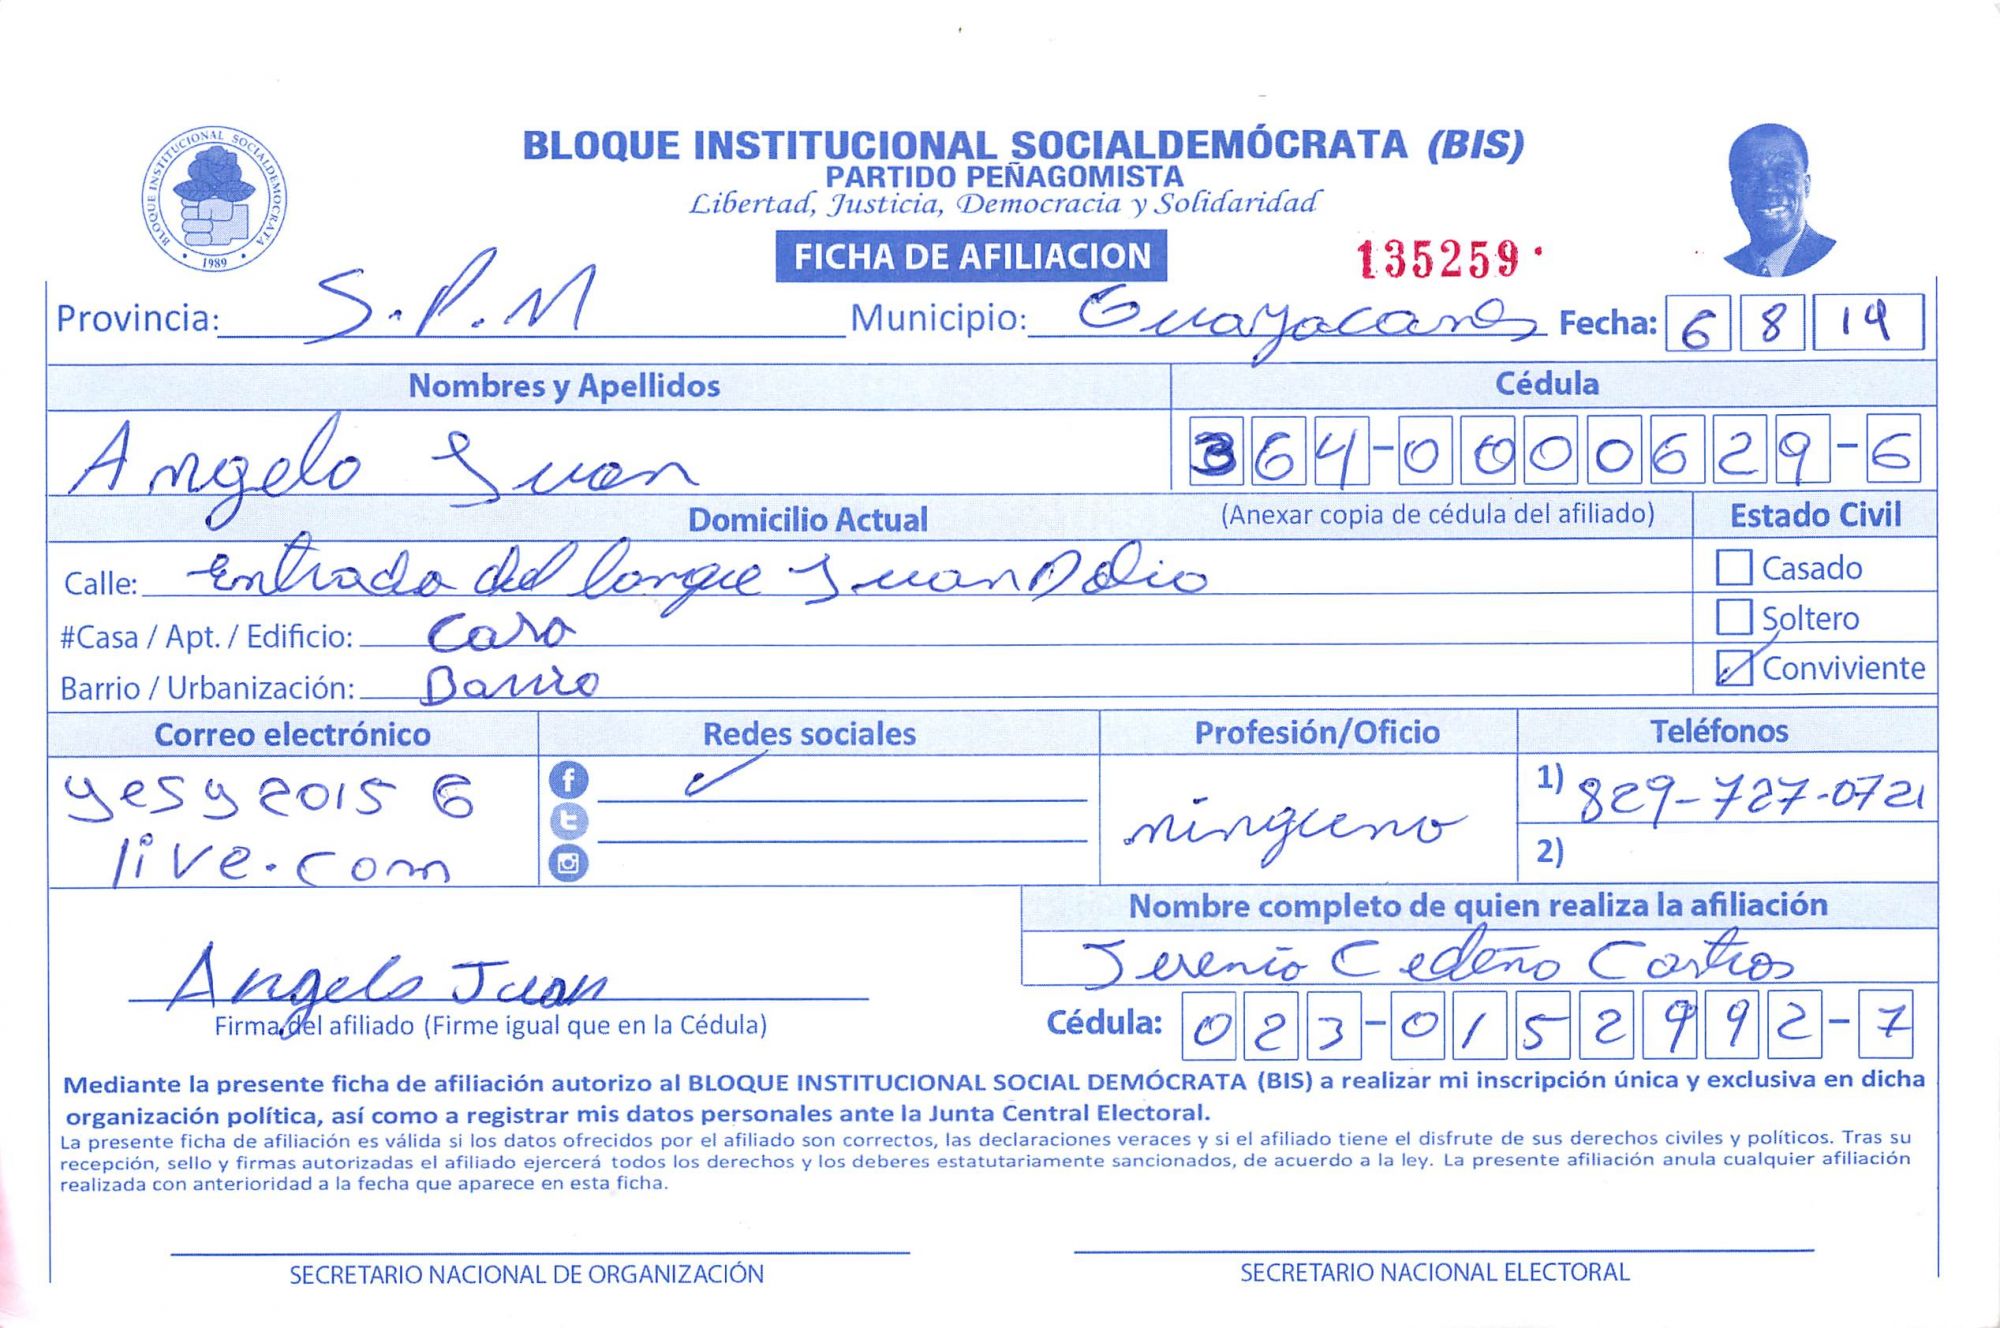 BLOQUE INSTITUCIONAL SOCIALDEMÓCRATA (BIS)
PARTIDO PEÑAGOMISTA
Libertad, Justicia, Democracia y Solidaridad
BLOQUE INSTITUCIONAL SOCIALDEMOCRATA
1989
FICHA DE AFILIACION
135259
Provincia: S.P.M Municipio: Guayacanes Fecha: 6 8 19
Nombres y Apellidos Cédula
Angelo Juan 364-0000629-6
Domicilio Actual (Anexar copia de cédula del afiliado) Estado Civil
Calle: Entrada del Juan Dolio Casado
#Casa / Apt. / Edificio: Casa Soltero
Barrio / Urbanización: Barrio Conviviente
Correo electrónico Redes sociales Profesión/Oficio Teléfonos
yesy2015 @ 1) 829-727-0721
live.com ninguno 2)
Nombre completo de quien realiza la afiliación
Cedeño Castros
Angelo Juan
Firma del afiliado (Firme igual que en la Cédula) Cédula: 023-0152992-7
Mediante la presente ficha de afiliación autorizo al BLOQUE INSTITUCIONAL SOCIAL DEMÓCRATA (BIS) a realizar mi inscripción única y exclusiva en dicha
organización política, así como a registrar mis datos personales ante la Junta Central Electoral.
La presente ficha de afiliación es válida si los datos ofrecidos por el afiliado son correctos, las declaraciones veraces y si el afiliado tiene el disfrute de sus derechos civiles y políticos. Tras su
recepción, sello y firmas autorizadas el afiliado ejercerá todos los derechos y los deberes estatutariamente sancionados, de acuerdo a la ley. La presente afiliación anula cualquier afiliación
realizada con anterioridad a la fecha que aparece en esta ficha.
SECRETARIO NACIONAL DE ORGANIZACIÓN SECRETARIO NACIONAL ELECTORAL